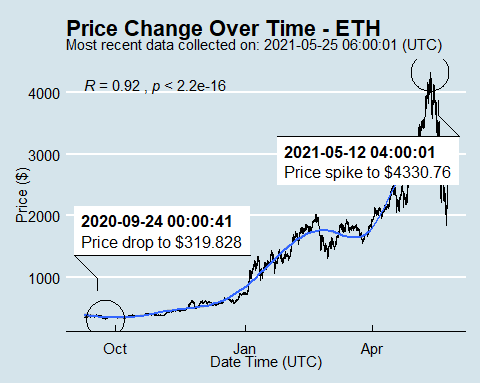 Price Change Over Time - ETH
Most recent data collected on: 2021-05-25 06:00:01 (UTC)
R = 0.92 , p < 2.2e-16
4000
3000
2000
1000
Price ($)
2021-05-12 04:00:01
Price spike to $4330.76
2020-09-24 00:00:41
Price drop to $319.828
Oct
Jan
Apr
Date Time (UTC)